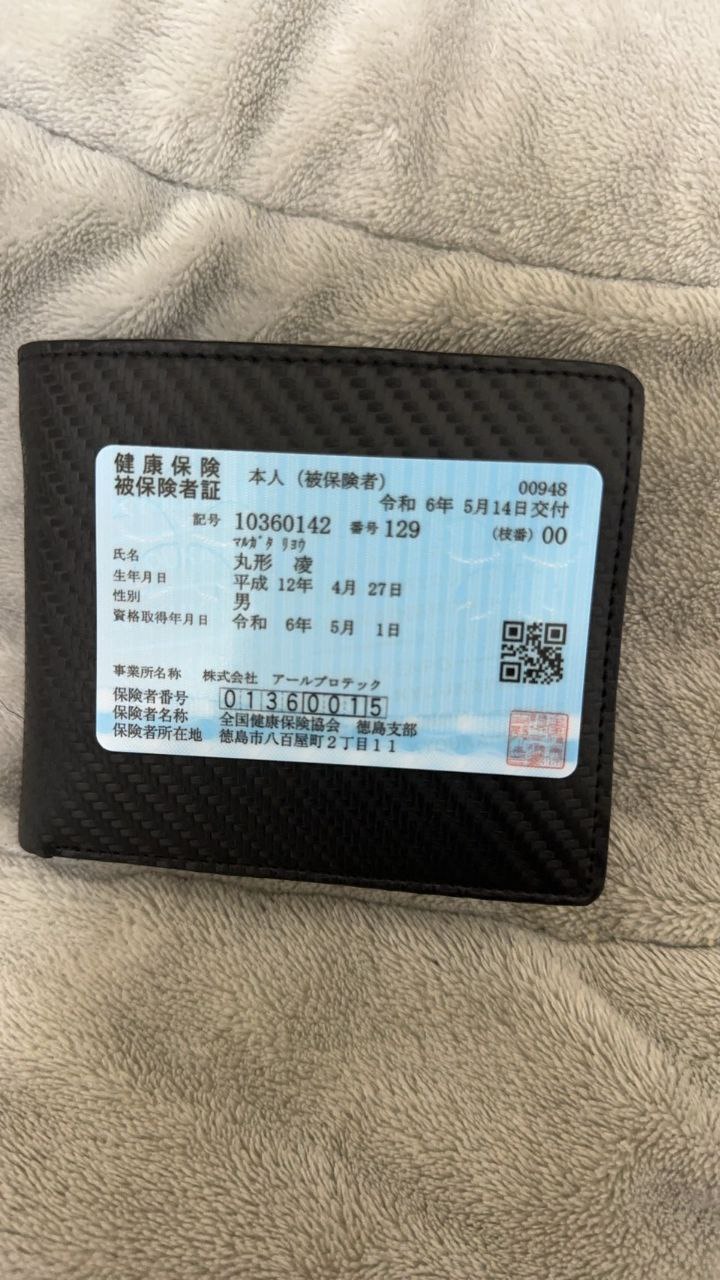 健康保険
被保険者証
本人（被保険者）
00948
令和 6年 5月14日交付
記号 10360142 番号 129 （枝番）00
マルガタ リヨウ
氏名 丸形 凌
生年月日 平成 12年 4月 27日
性別 男
資格取得年月日 令和 6年 5月 1日
事業所名称 株式会社 アールプロテック
保険者番号 01360015
保険者名称 全国健康保険協会 徳島支部
保険者所在地 徳島市八百屋町2丁目11